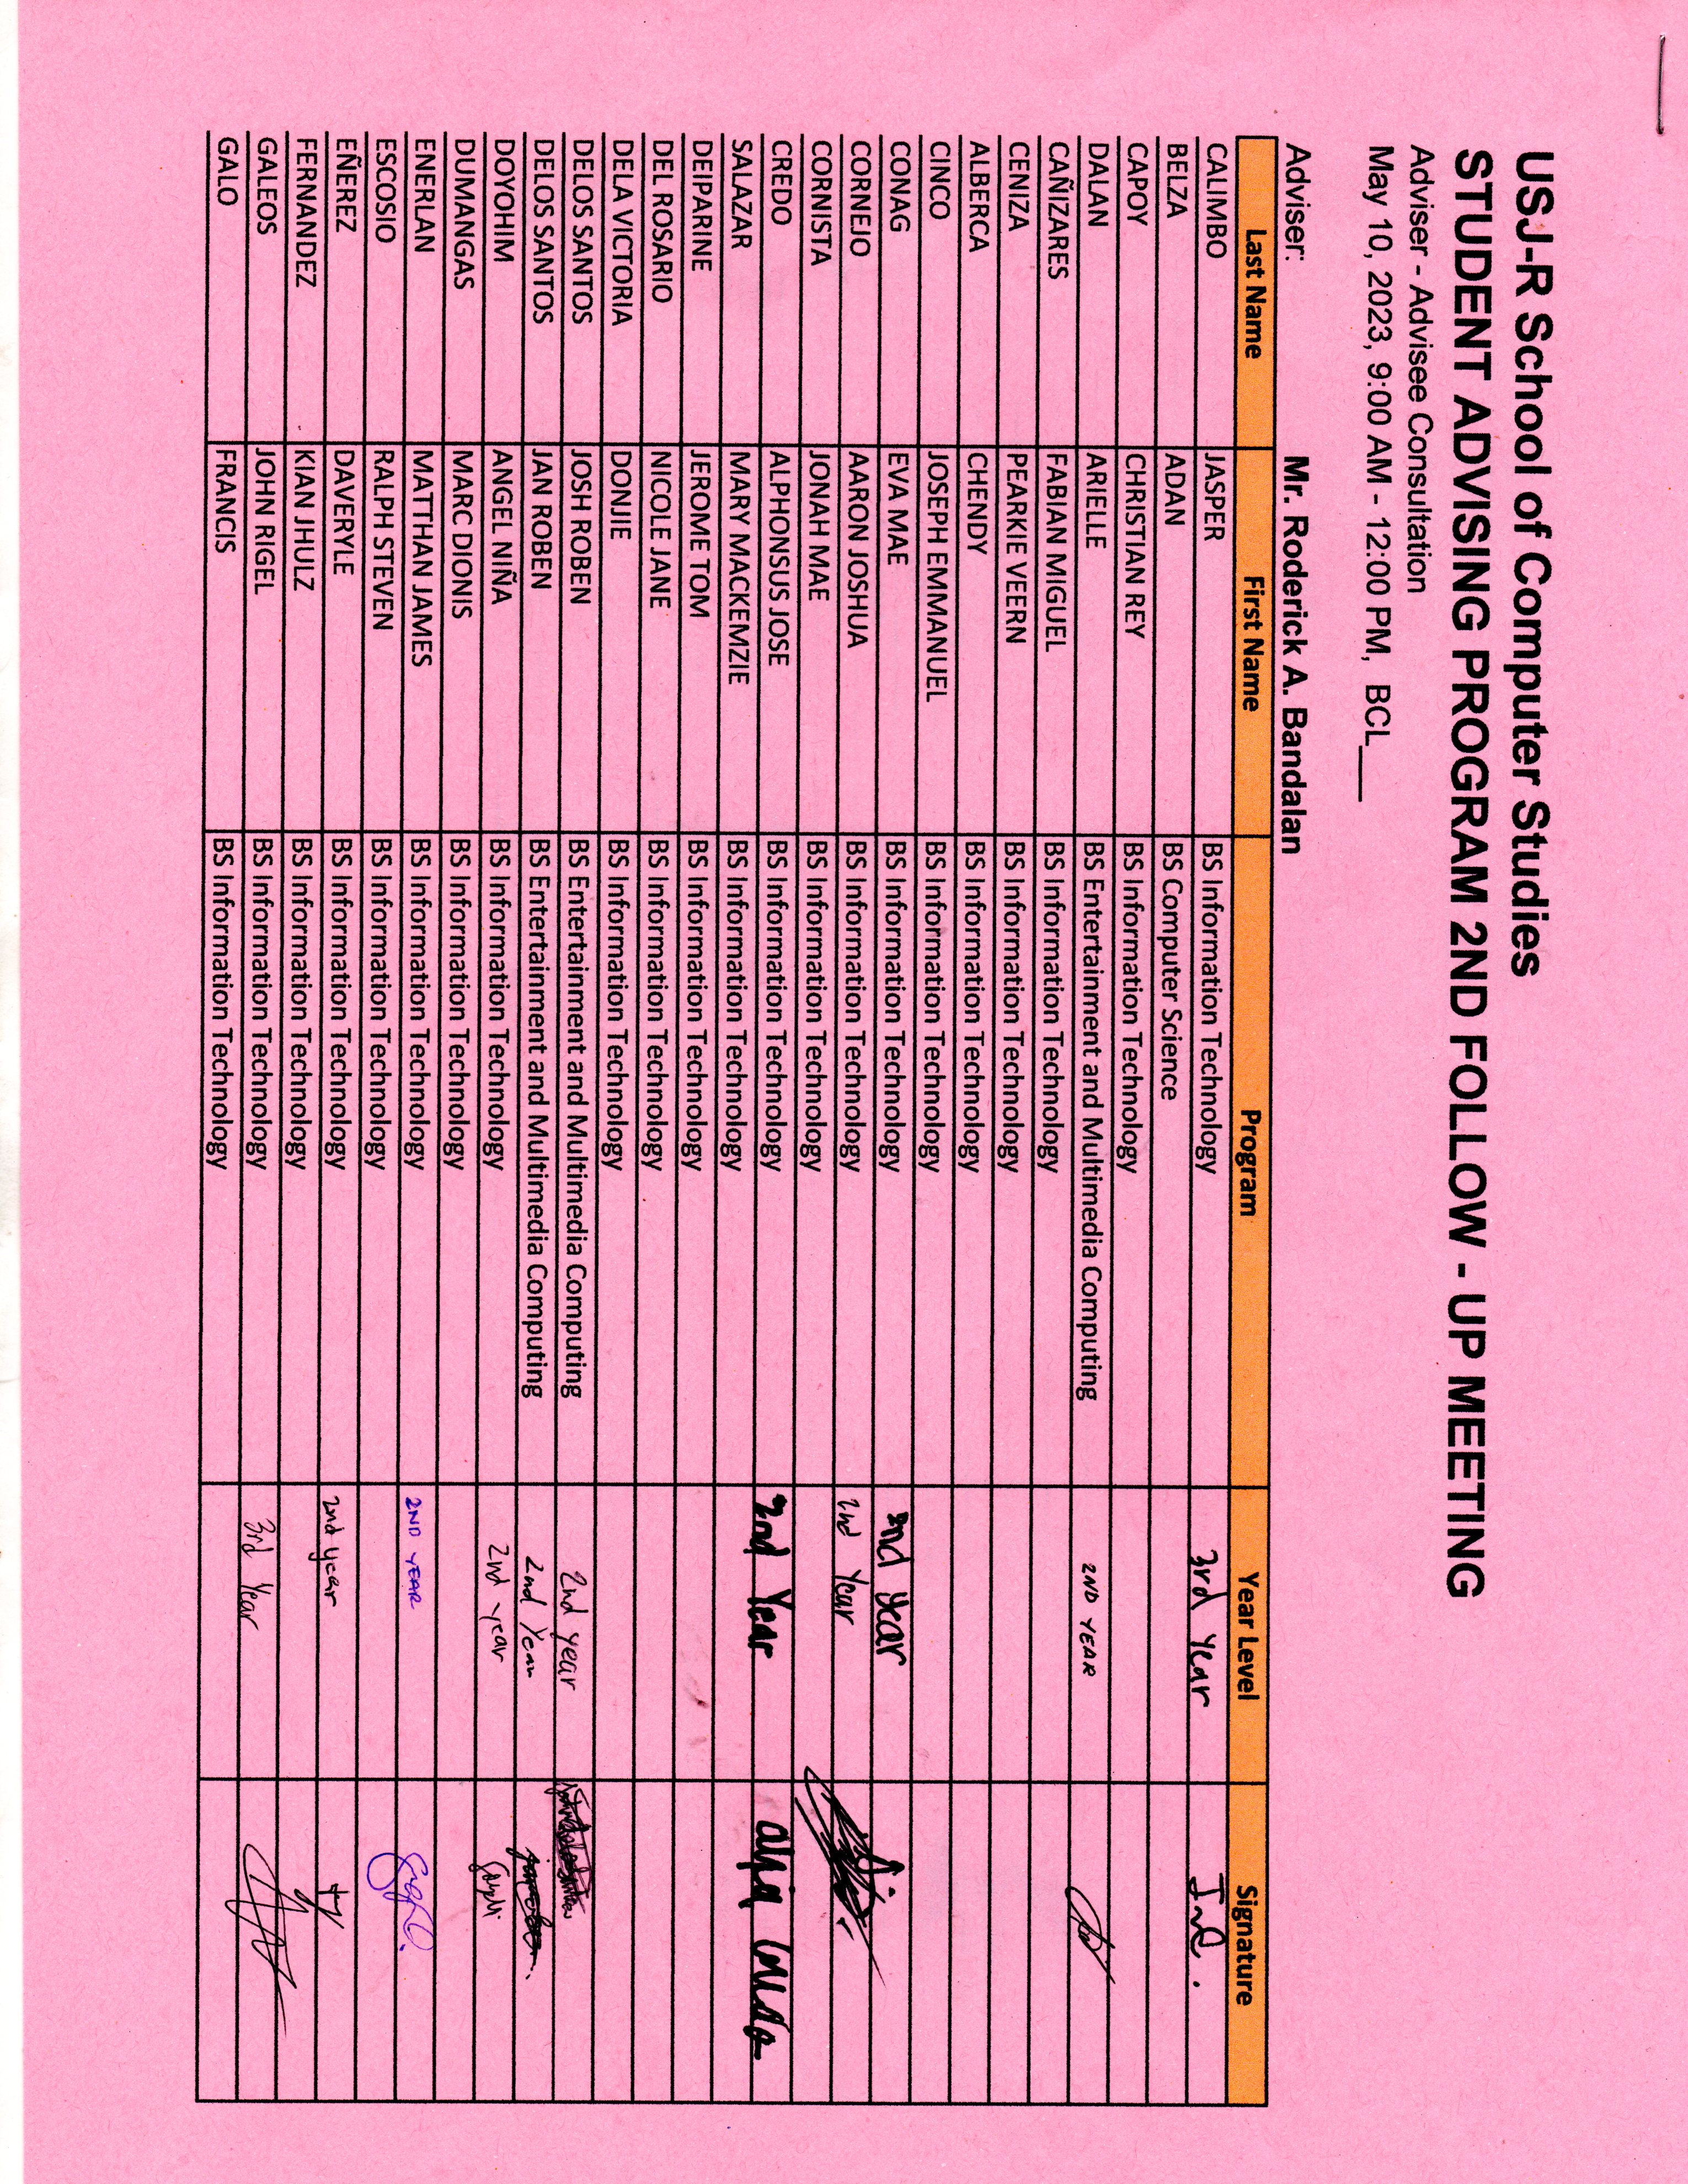 USJ-R School of Computer Studies
STUDENT ADVISING PROGRAM 2ND FOLLOW - UP MEETING
Adviser - Advisee Consultation
May 10, 2023, 9:00 AM - 12:00 PM, BCL___
Adviser: Mr. Roderick A. Bandalan
Last Name First Name Program Year Level Signature
CALIMBO JASPER BS Information Technology 3rd Year
BELZA ADAN BS Computer Science
CAPOY CHRISTIAN REY BS Information Technology
DALAN ARIELLE BS Entertainment and Multimedia Computing 2ND YEAR
CAÑIZARES FABIAN MIGUEL BS Information Technology
CENIZA PEARKIE VEERN BS Information Technology
ALBERCA CHENDY BS Information Technology
CINCO JOSEPH EMMANUEL BS Information Technology
CONAG EVA MAE BS Information Technology 2nd year
CORNEJO AARON JOSHUA BS Information Technology 2nd Year
CORNISTA JONAH MAE BS Information Technology
CREDO ALPHONSUS JOSE BS Information Technology 2nd Year
SALAZAR MARY MACKEMZIE BS Information Technology
DEIPARINE JEROME TOM BS Information Technology
DEL ROSARIO NICOLE JANE BS Information Technology
DELA VICTORIA DONJIE BS Information Technology
DELOS SANTOS JOSH ROBEN BS Entertainment and Multimedia Computing 2nd year
DELOS SANTOS JAN ROBEN BS Entertainment and Multimedia Computing 2nd Year
DOYOHIM ANGEL NIÑA BS Information Technology 2nd year
DUMANGAS MARC DIONIS BS Information Technology
ENERLAN MATTHAN JAMES BS Information Technology 2ND YEAR
ESCOSIO RALPH STEVEN BS Information Technology
EÑEREZ DAVERYLE BS Information Technology 2nd year
FERNANDEZ KIAN JHULZ BS Information Technology
GALEOS JOHN RIGEL BS Information Technology 3rd Year
GALO FRANCIS BS Information Technology